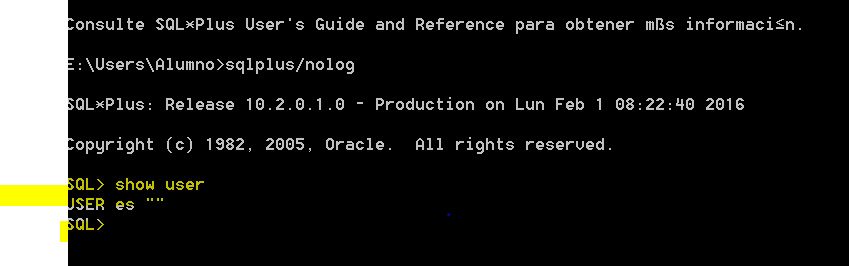 Consulte SQL*Plus User's Guide and Reference para obtener mßs informaci≤n.
E:\Users\Alumno>sqlplus/nolog
SQL*Plus: Release 10.2.0.1.0 - Production on Lun Feb 1 08:22:40 2016
Copyright (c) 1982, 2005, Oracle.  All rights reserved.
SQL> show user
USER es ""
SQL>